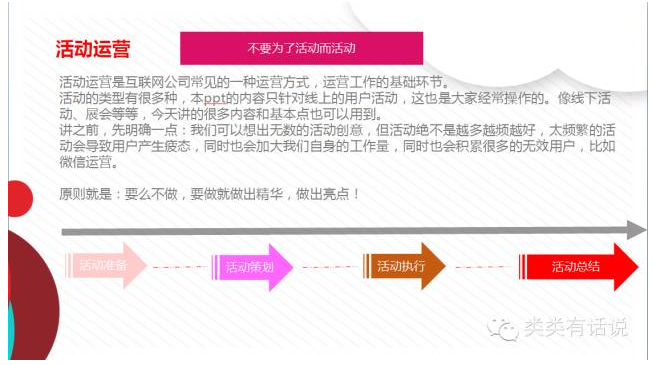 活动运营
不要为了活动而活动
活动运营是互联网公司常见的一种运营方式，运营工作的基础环节。
活动的类型有很多种，本ppt的内容只针对线上的用户活动，这也是大家经常操作的。像线下活
动、展会等等，今天讲的很多内容和基本点也可以用到。
讲之前，先明确一点：我们可以想出无数的活动创意，但活动绝不是越多越频越好，太频繁的活
动会导致用户产生疲态，同时也会加大我们自身的工作量，同时也会积累很多的无效用户，比如
微信运营。
原则就是：要么不做，要做就做出精华，做出亮点！
活动准备
活动策划
活动执行
活动总结
类类有话说